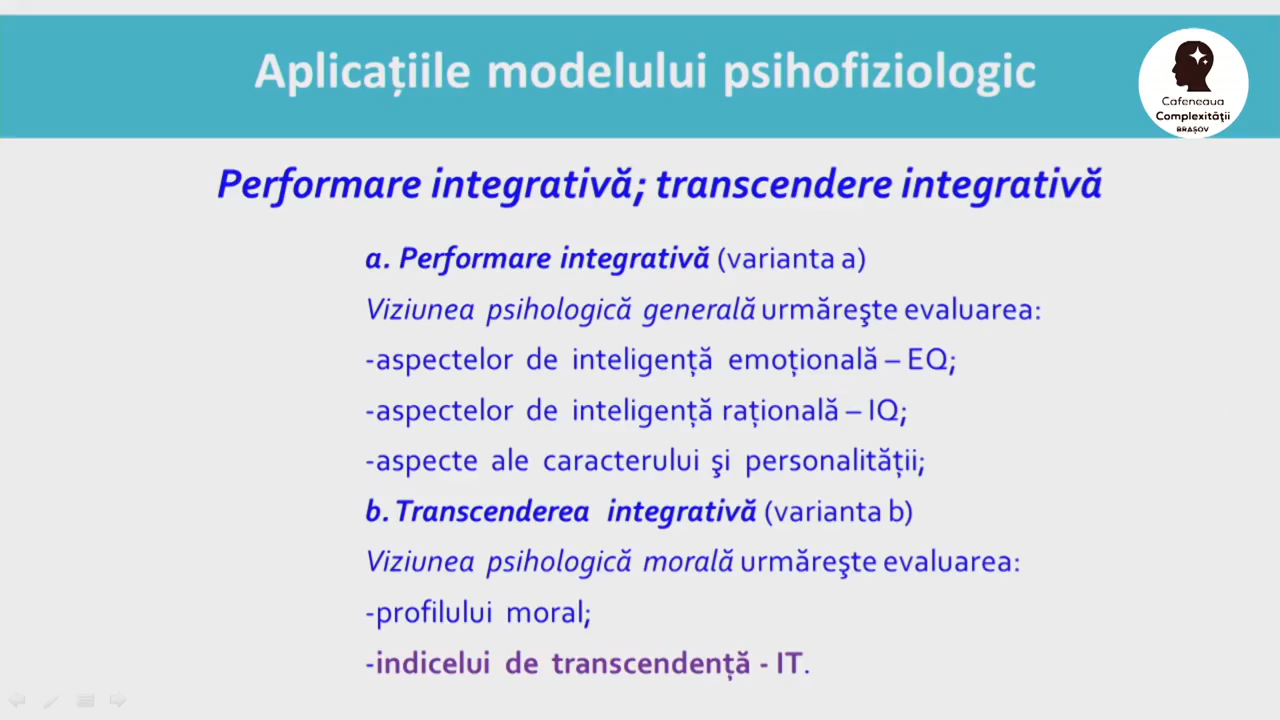 Aplicațiile modelului psihofiziologic
Cafeneaua
Complexităţii
BRAȘOV
Performare integrativă; transcendere integrativă
a. Performare integrativă (varianta a)
Viziunea psihologică generală urmăreşte evaluarea:
-aspectelor de inteligență emoțională – EQ;
-aspectelor de inteligență rațională – IQ;
-aspecte ale caracterului şi personalității;
b. Transcenderea integrativă (varianta b)
Viziunea psihologică morală urmăreşte evaluarea:
-profilului moral;
-indicelui de transcendență - IT.